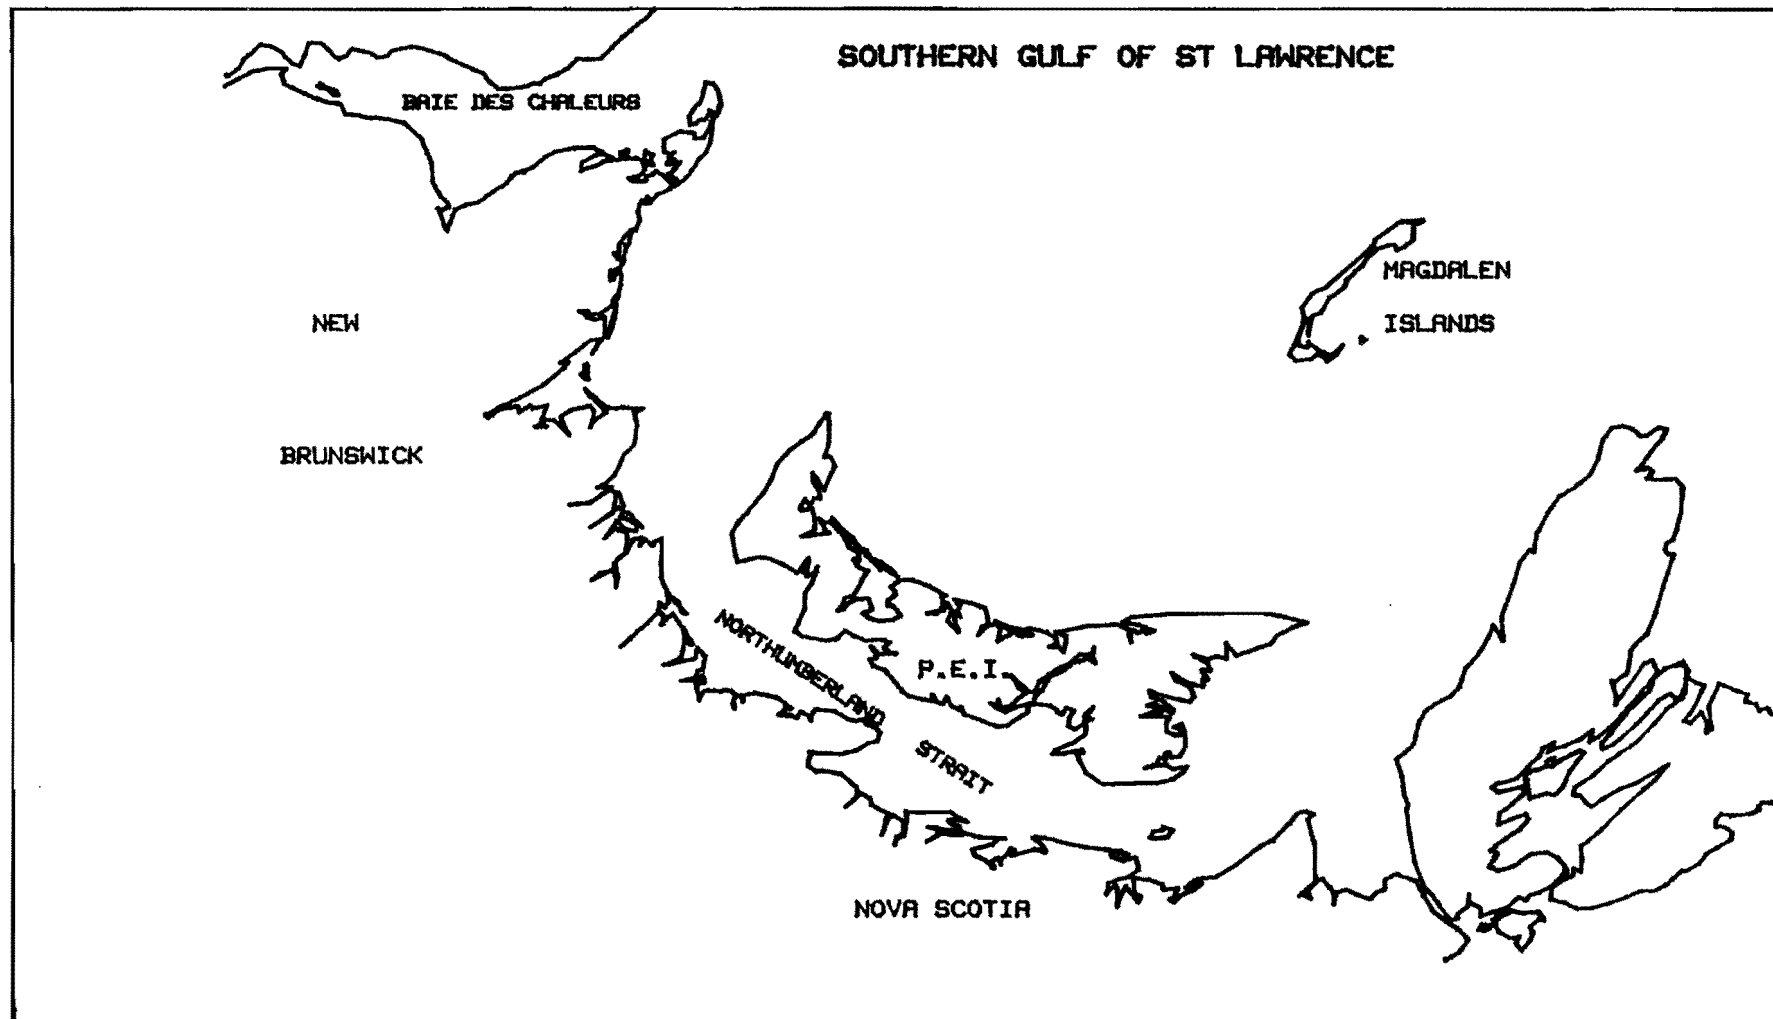 SOUTHERN GULF OF ST LAWRENCE
BAIE DES CHALEURS
MAGDALEN
ISLANDS
NEW
BRUNSWICK
NORTHUMBERLAND
STRAIT
P.E.I.
NOVA SCOTIA